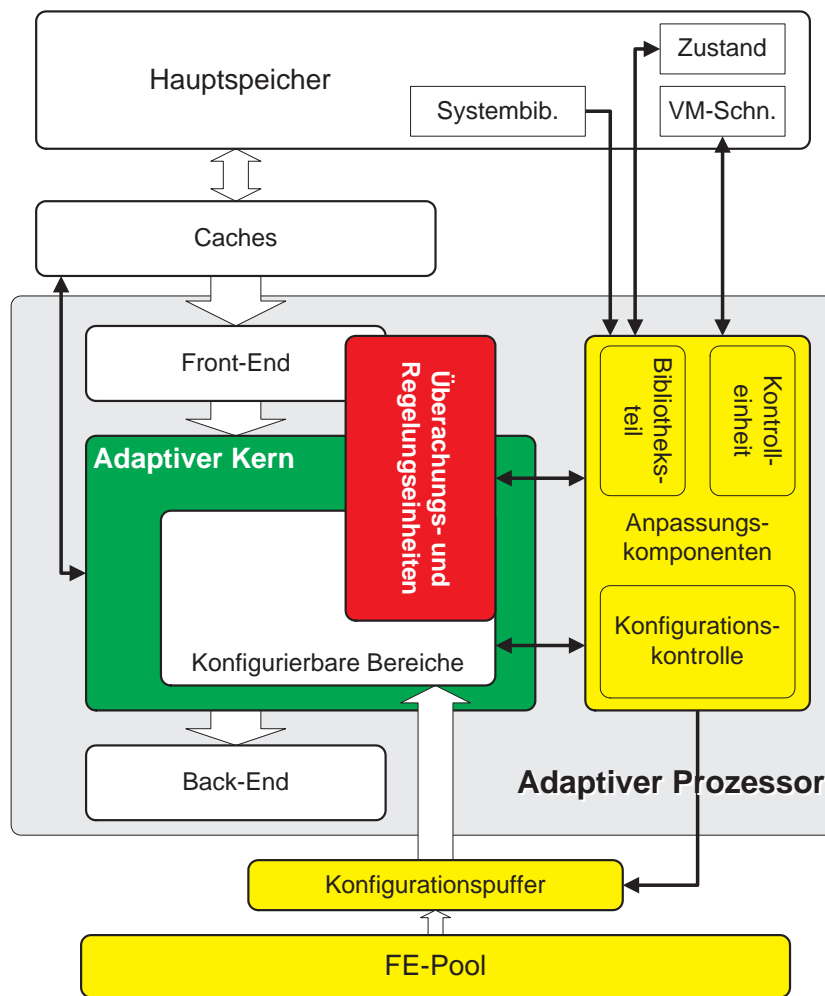 Zustand
Hauptspeicher
Systembib.
VM-Schn.
Caches
Front-End
Überachungs- und
Regelungseinheiten
Bibliotheks-
teil
Kontroll-
einheit
Adaptiver Kern
Anpassungs-
komponenten
Konfigurations-
kontrolle
Konfigurierbare Bereiche
Back-End
Adaptiver Prozessor
Konfigurationspuffer
FE-Pool